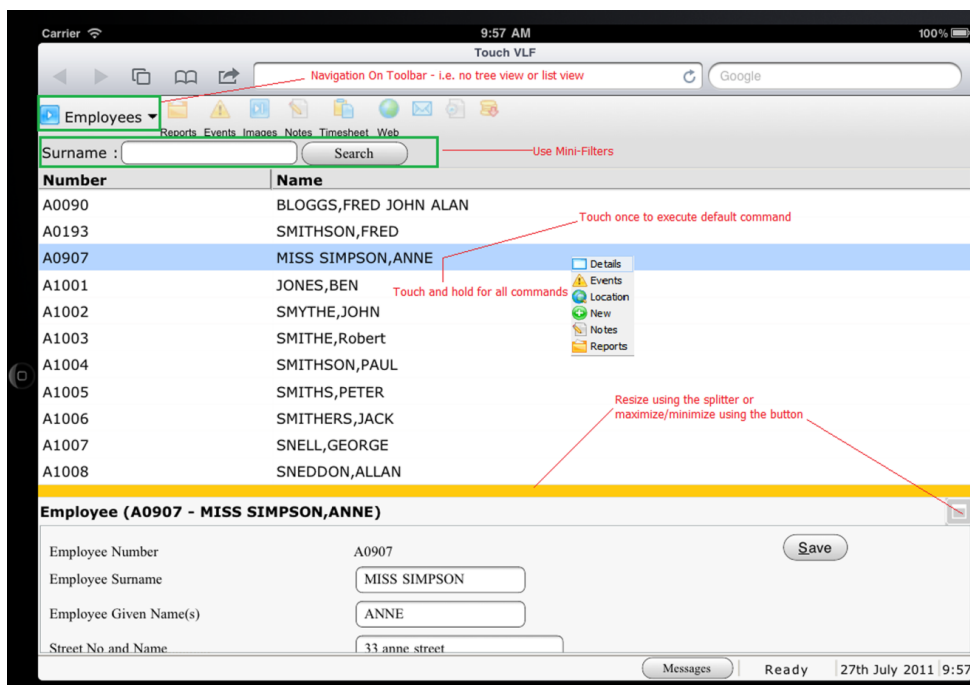 Carrier 9:57 AM 100%
Touch VLF
Navigation On Toolbar - i.e. no tree view or list view
Google
Employees
Reports Events Images Notes Timesheet Web
Surname : Search
Use Mini-Filters
Number Name
A0090 BLOGGS,FRED JOHN ALAN
Touch once to execute default command
A0193 SMITHSON,FRED
A0907 MISS SIMPSON,ANNE
Details
Events
Location
New
Notes
Reports
Touch and hold for all commands
A1001 JONES,BEN
A1002 SMYTHE,JOHN
A1003 SMITHE,Robert
A1004 SMITHSON,PAUL
A1005 SMITHS,PETER
A1006 SMITHERS,JACK
A1007 SNELL,GEORGE
A1008 SNEDDON,ALLAN
Resize using the splitter or
maximize/minimize using the button
Employee (A0907 - MISS SIMPSON,ANNE)
Employee Number A0907
Save
Employee Surname MISS SIMPSON
Employee Given Name(s) ANNE
Street No and Name 33 anne street
Messages Ready 27th July 2011 9:57